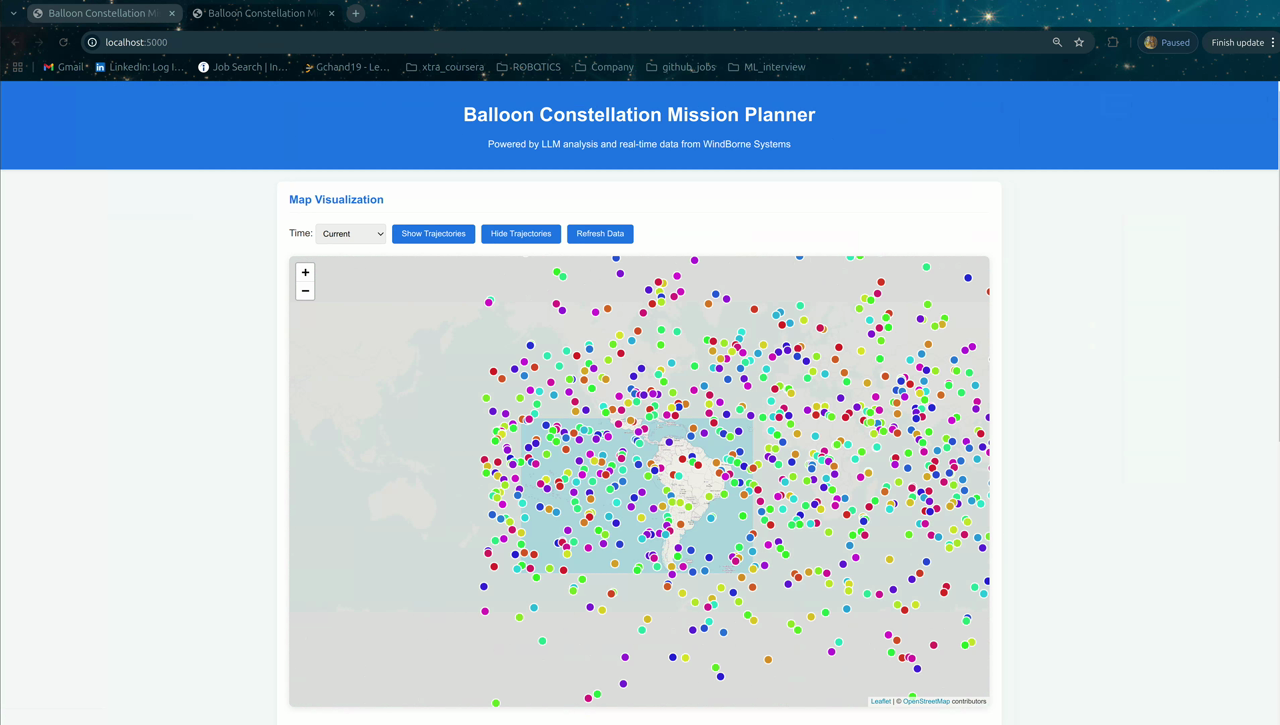 Balloon Constellation Mi
Balloon Constellation M
localhost:5000
Paused
Finish update
Gmail
LinkedIn: Log I...
Job Search | In...
Gchand19 - Le...
xtra_coursera
ROBOTICS
Company
github_jobs
ML_interview
Balloon Constellation Mission Planner
Powered by LLM analysis and real-time data from WindBorne Systems
Map Visualization
Time:
Current
Show Trajectories
Hide Trajectories
Refresh Data
+
−
Leaflet | © OpenStreetMap contributors